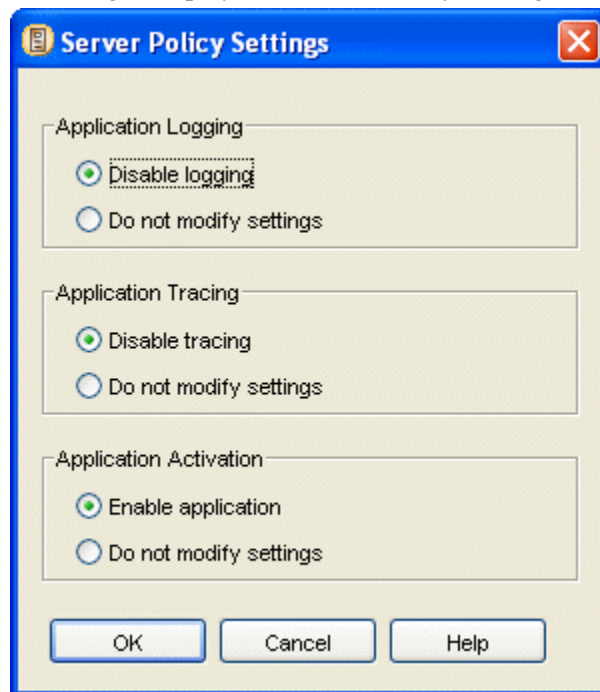 Server Policy Settings
Application Logging
Disable logging
Do not modify settings
Application Tracing
Disable tracing
Do not modify settings
Application Activation
Enable application
Do not modify settings
OK Cancel Help